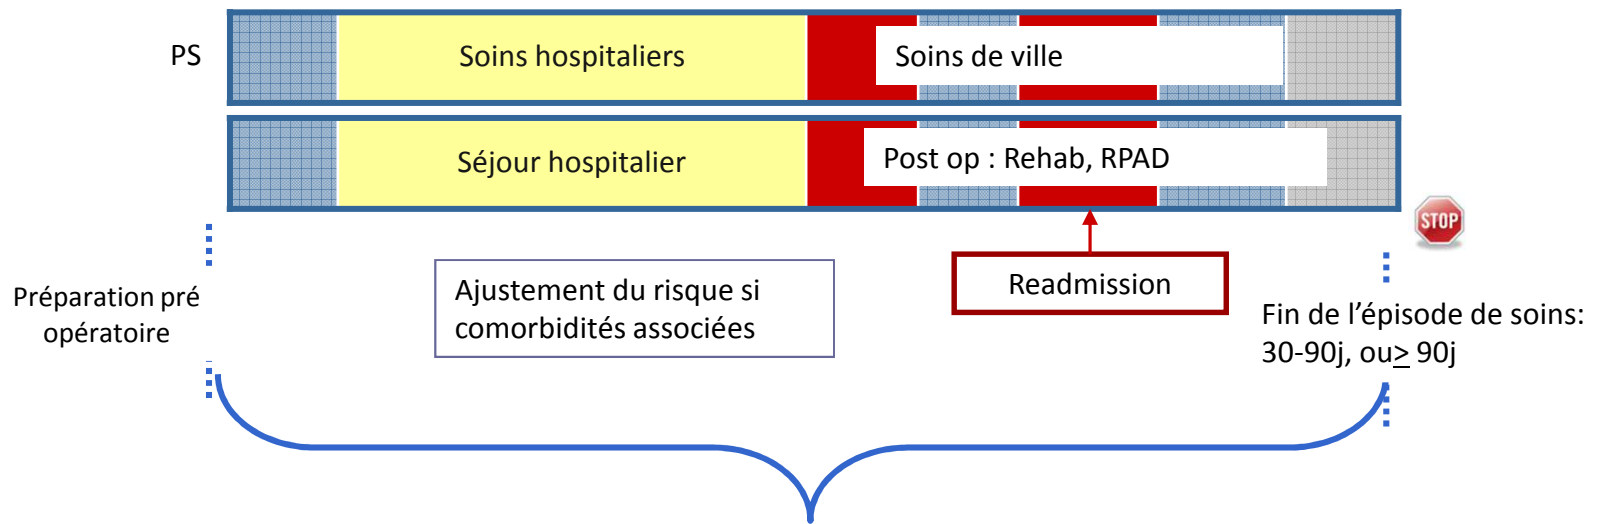 PS
Soins hospitaliers
Soins de ville
Séjour hospitalier
Post op : Rehab, RPAD
STOP
Préparation pré
opératoire
Ajustement du risque si
comorbidités associées
Readmission
Fin de l’épisode de soins:
30-90j, ou≥ 90j